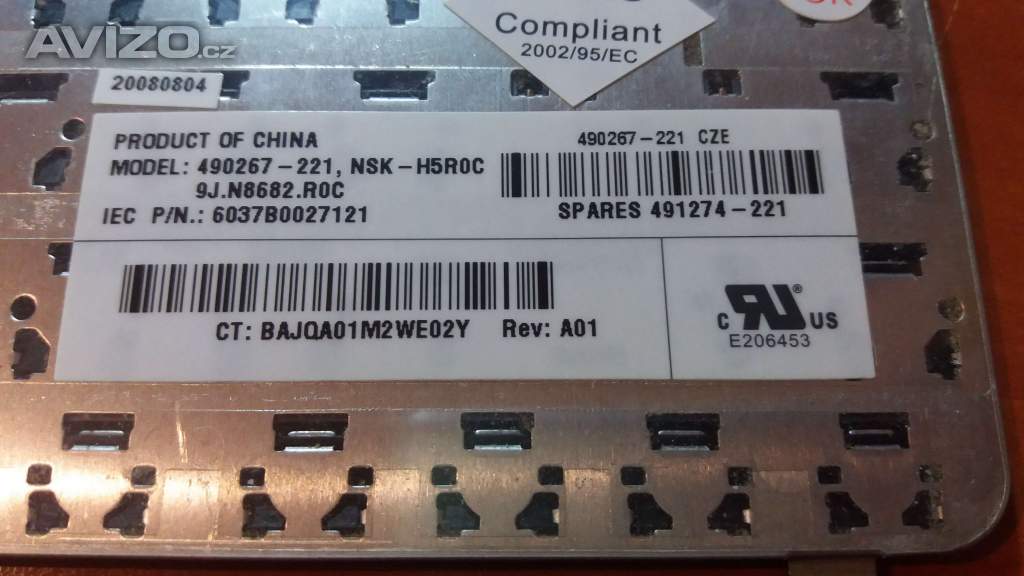 AVIZO.cz
Compliant
2002/95/EC
20080804
PRODUCT OF CHINA
MODEL: 490267-221, NSK-H5R0C
9J.N8682.R0C
IEC P/N.: 6037B0027121
490267-221 CZE
SPARES 491274-221
CT: BAJQA01M2WE02Y Rev: A01
C RU ® US
E206453